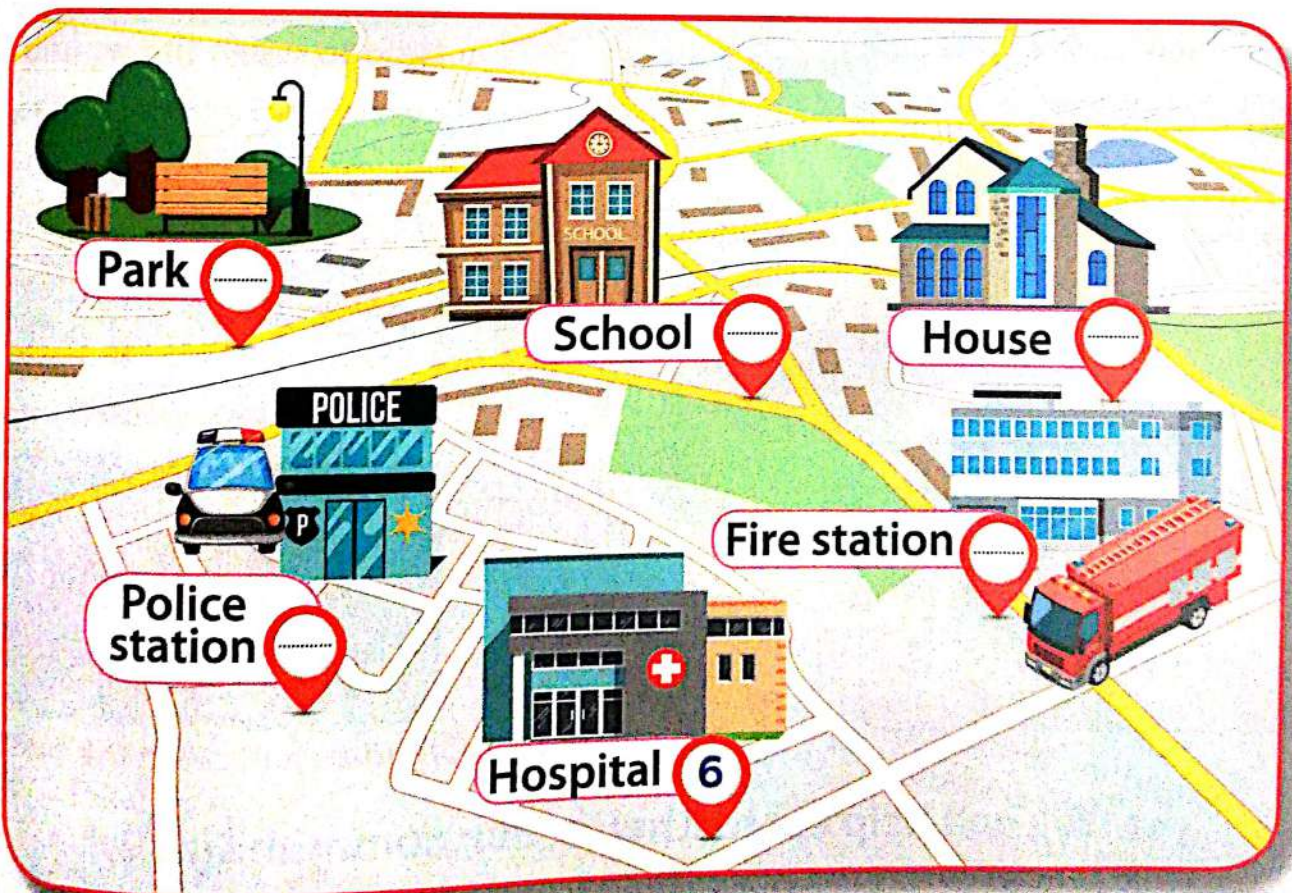 Park
..........
SCHOOL
School
..........
House
..........
POLICE
P
Police
station
..........
Fire station
..........
Hospital
6